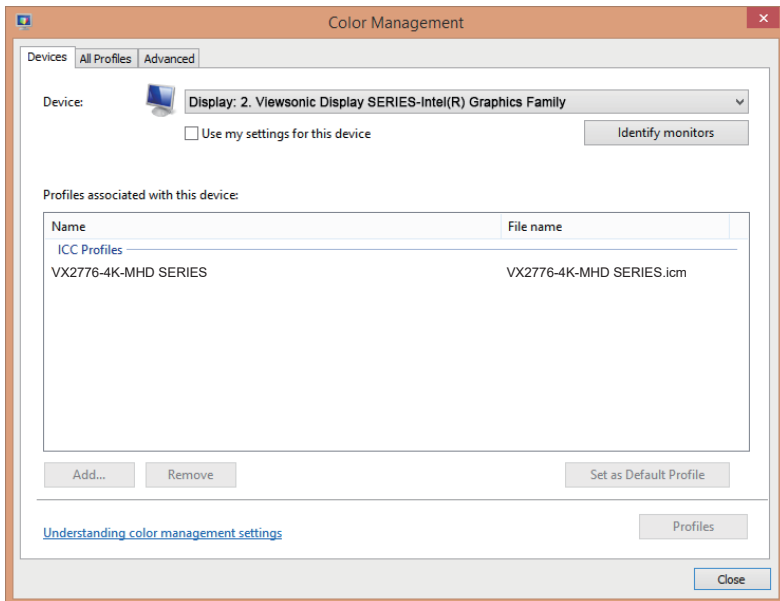 Color Management
Devices All Profiles Advanced
Device: Display: 2. Viewsonic Display SERIES-Intel(R) Graphics Family
Use my settings for this device Identify monitors
Profiles associated with this device:
Name File name
ICC Profiles
VX2776-4K-MHD SERIES VX2776-4K-MHD SERIES.icm
Add... Remove Set as Default Profile
Understanding color management settings Profiles
Close